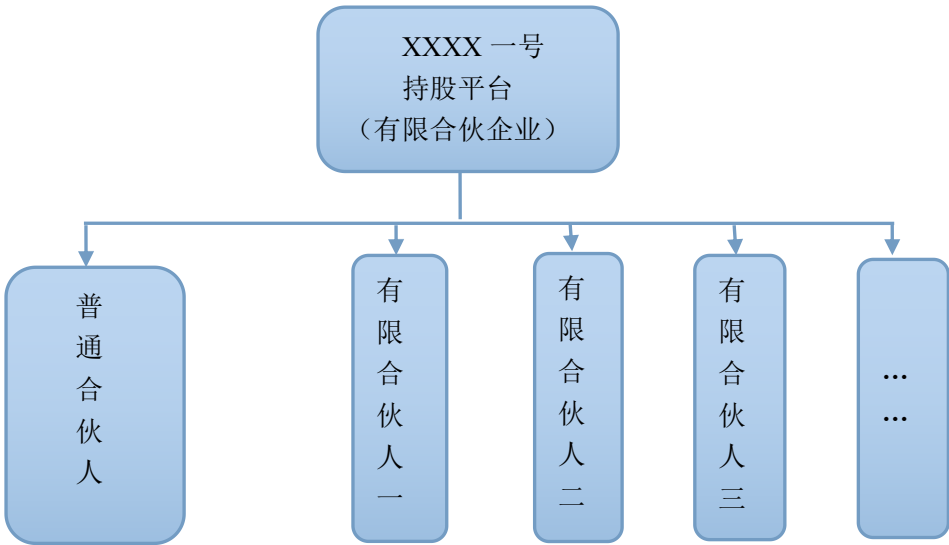 XXXX 一号
持股平台
（有限合伙企业）
普通合伙人
有限合伙人一
有限合伙人二
有限合伙人三
……